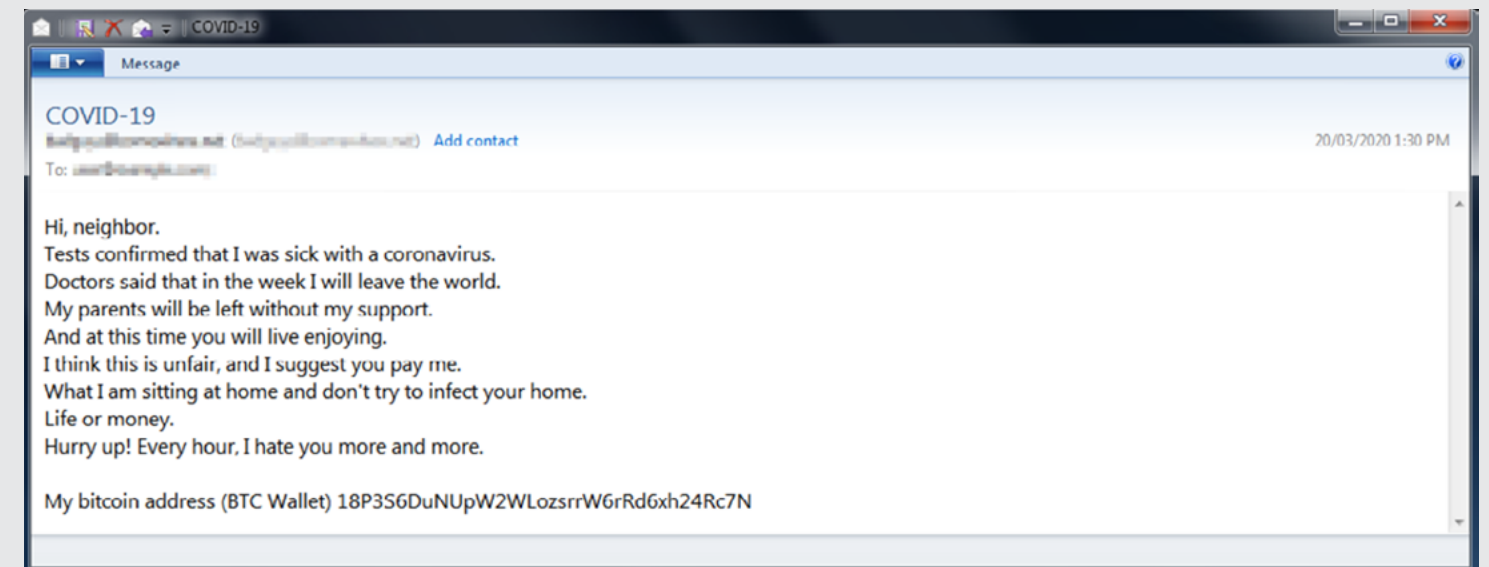 COVID-19
Message
COVID-19
Add contact
20/03/2020 1:30 PM
To:
Hi, neighbor.
Tests confirmed that I was sick with a coronavirus.
Doctors said that in the week I will leave the world.
My parents will be left without my support.
And at this time you will live enjoying.
I think this is unfair, and I suggest you pay me.
What I am sitting at home and don't try to infect your home.
Life or money.
Hurry up! Every hour, I hate you more and more.
My bitcoin address (BTC Wallet) 18P3S6DuNUpW2WLozsrrW6rRd6xh24Rc7N